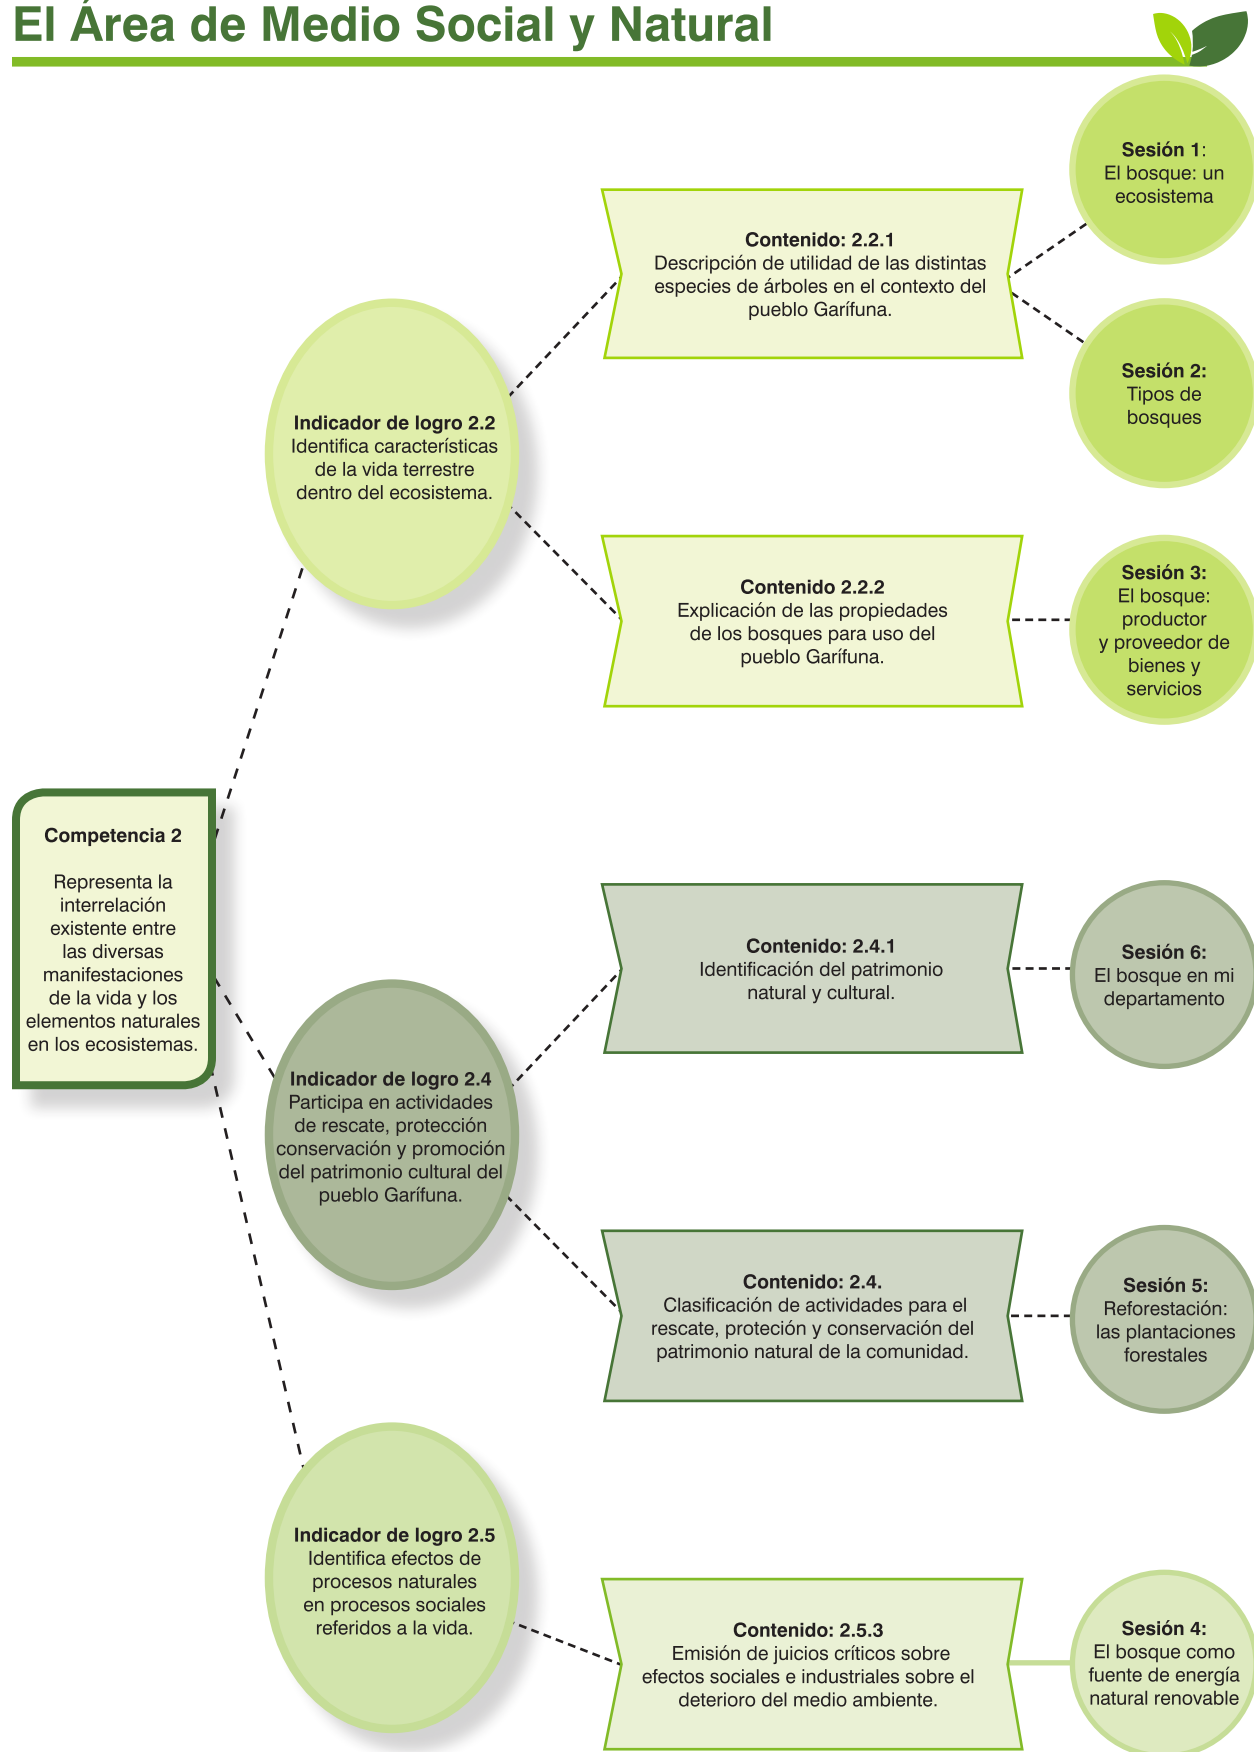 El Área de Medio Social y Natural
Sesión 1:
El bosque: un
ecosistema
Contenido: 2.2.1
Descripción de utilidad de las distintas
especies de árboles en el contexto del
pueblo Garífuna.
Sesión 2:
Tipos de
bosques
Indicador de logro 2.2
Identifica características
de la vida terrestre
dentro del ecosistema.
Contenido 2.2.2
Explicación de las propiedades
de los bosques para uso del
pueblo Garífuna.
Sesión 3:
El bosque:
productor
y proveedor de
bienes y
servicios
Competencia 2
Representa la
interrelación
existente entre
las diversas
manifestaciones
de la vida y los
elementos naturales
en los ecosistemas.
Contenido: 2.4.1
Identificación del patrimonio
natural y cultural.
Sesión 6:
El bosque en mi
departamento
Indicador de logro 2.4
Participa en actividades
de rescate, protección
conservación y promoción
del patrimonio cultural del
pueblo Garífuna.
Contenido: 2.4.
Clasificación de actividades para el
rescate, proteción y conservación del
patrimonio natural de la comunidad.
Sesión 5:
Reforestación:
las plantaciones
forestales
Indicador de logro 2.5
Identifica efectos de
procesos naturales
en procesos sociales
referidos a la vida.
Contenido: 2.5.3
Emisión de juicios críticos sobre
efectos sociales e industriales sobre el
deterioro del medio ambiente.
Sesión 4:
El bosque como
fuente de energía
natural renovable